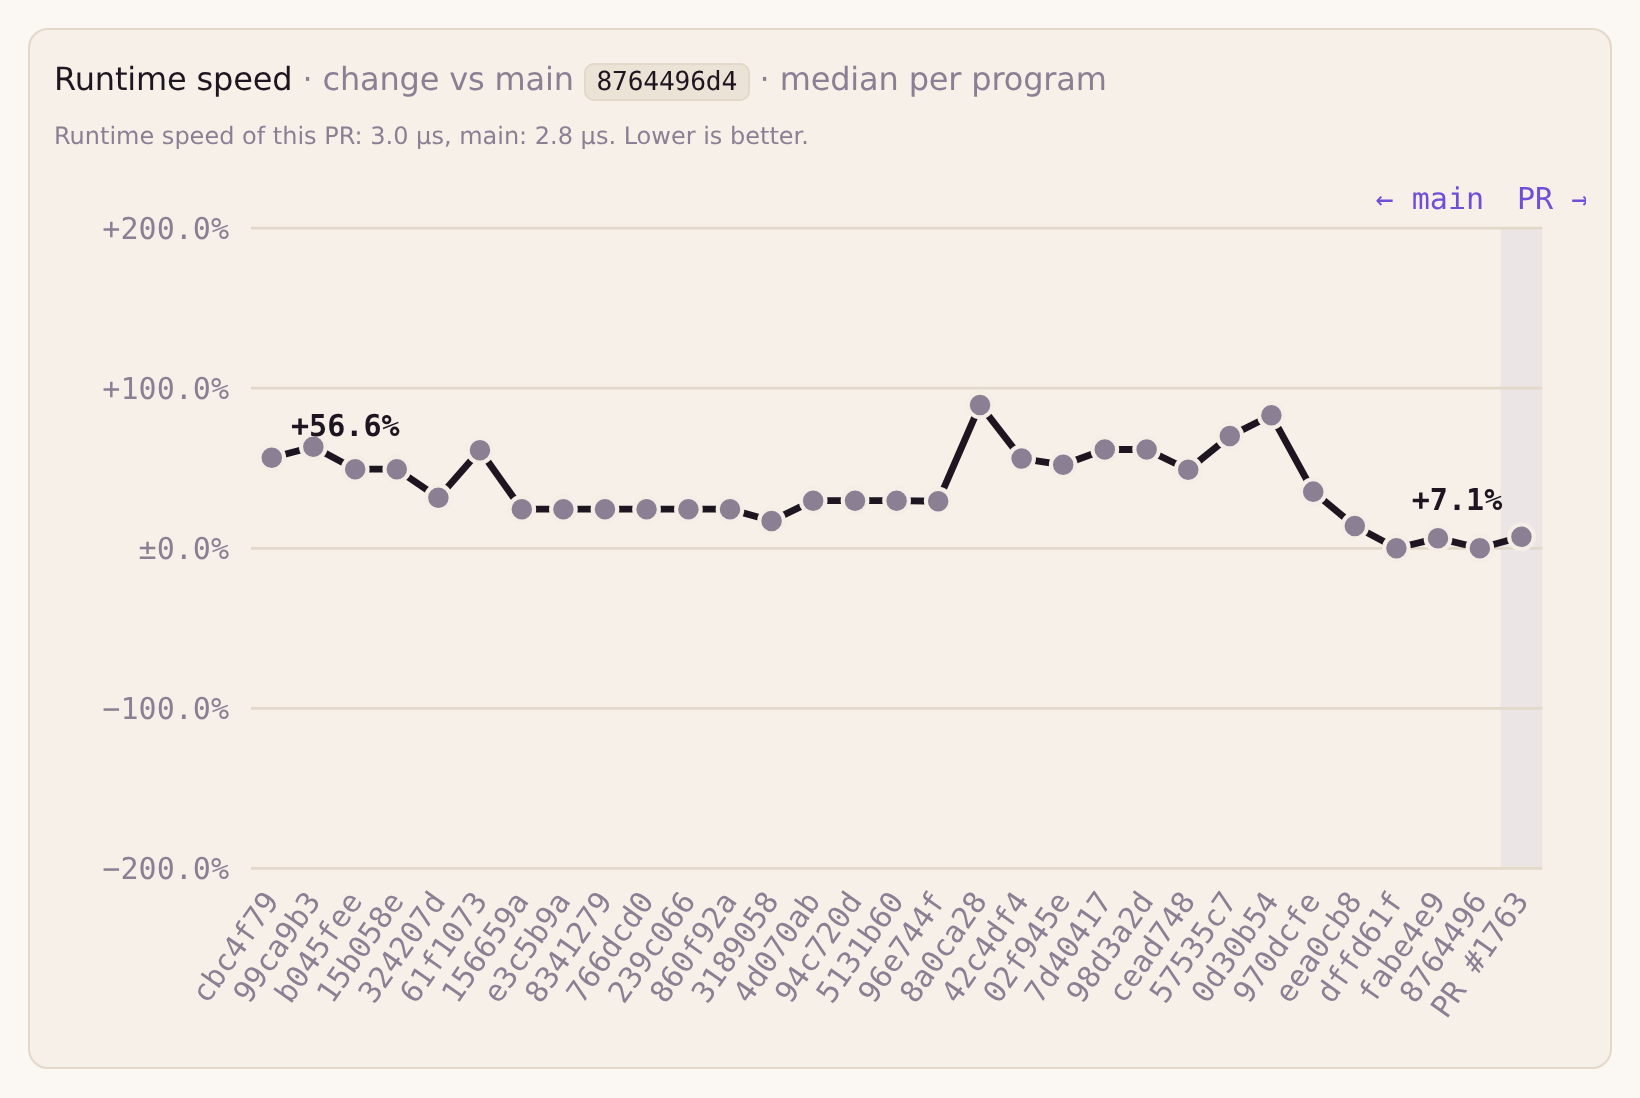 Runtime speed · change vs main 8764496d4 · median per program
Runtime speed of this PR: 3.0 µs, main: 2.8 µs. Lower is better.
← main PR →
+200.0%
+100.0%
+56.6%
+7.1%
±0.0%
−100.0%
−200.0%
cbc4f79
99ca9b3
b045fee
15b058e
324207d
61f1073
156659a
e3c5b9a
8341279
766dcd0
239c066
860f92a
3189058
4d070ab
94c720d
5131b60
96e744f
8a0ca28
42c4df4
02f945e
7d40417
98d3a2d
cead748
57535c7
0d30b54
970dcfe
eea0cb8
dffd61f
fabe4e9
8764496
PR #1763